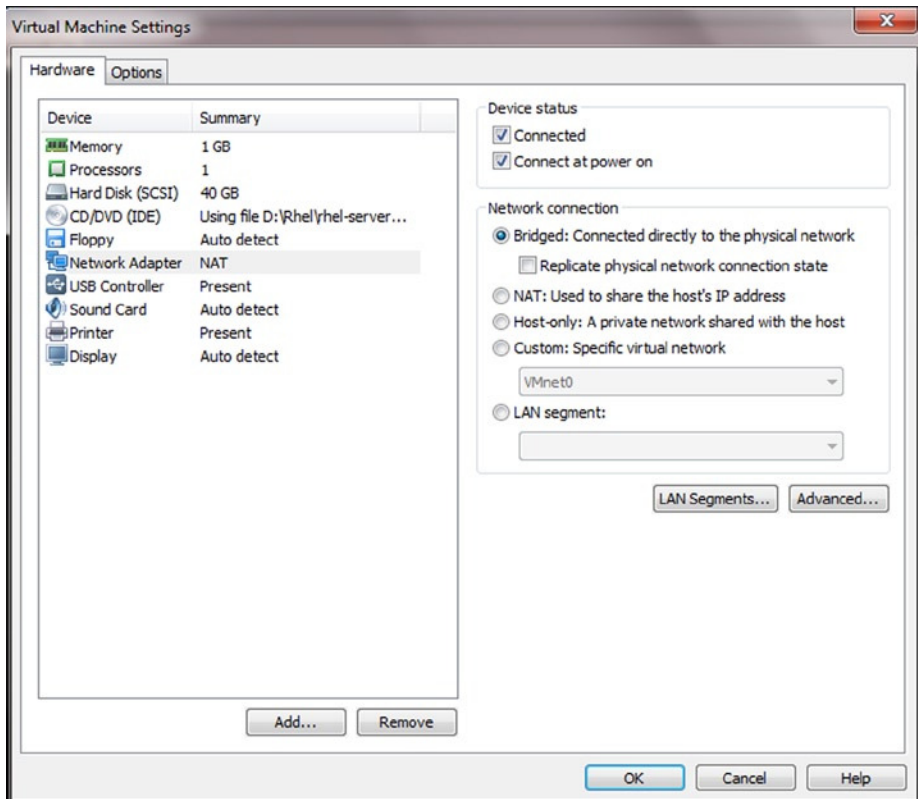 Virtual Machine Settings
Hardware Options
Device Summary
Memory 1 GB
Processors 1
Hard Disk (SCSI) 40 GB
CD/DVD (IDE) Using file D:\Rhel\rhel-server...
Floppy Auto detect
Network Adapter NAT
USB Controller Present
Sound Card Auto detect
Printer Present
Display Auto detect
Add... Remove
Device status
Connected
Connect at power on
Network connection
Bridged: Connected directly to the physical network
Replicate physical network connection state
NAT: Used to share the host's IP address
Host-only: A private network shared with the host
Custom: Specific virtual network
VMnet0
LAN segment:
LAN Segments... Advanced...
OK Cancel Help